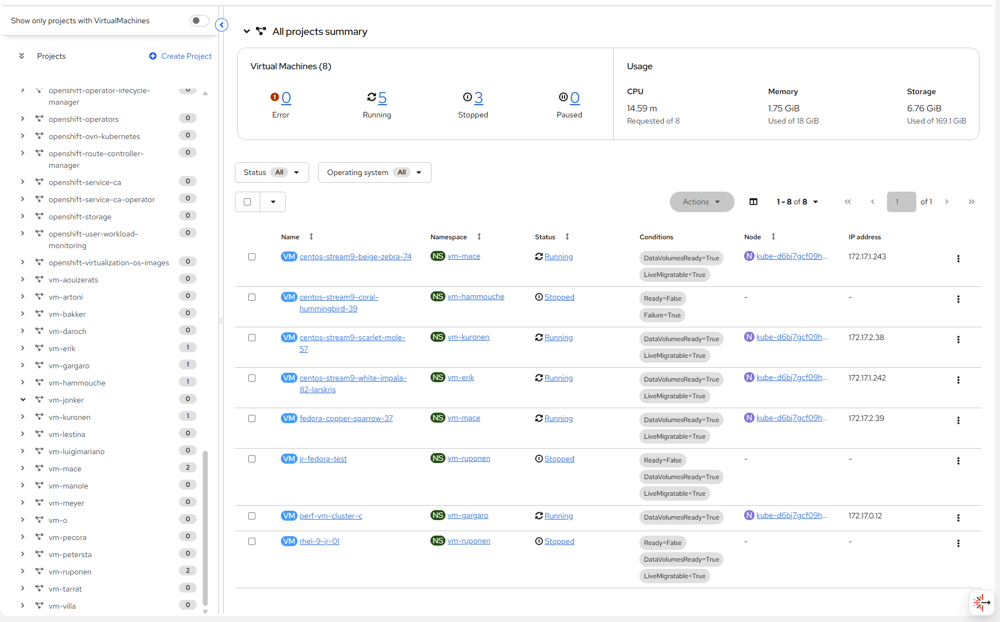 Show only projects with VirtualMachines
Projects
Create Project
openshift-operator-lifecycle-
manager
0
openshift-operators
0
openshift-ovn-kubernetes
0
openshift-route-controller-
manager
0
openshift-service-ca
0
openshift-service-ca-operator
0
openshift-storage
0
openshift-user-workload-
monitoring
0
openshift-virtualization-os-images
0
vm-aouizerats
0
vm-artoni
0
vm-bakker
0
vm-daroch
0
vm-erik
1
vm-gargaro
1
vm-hammouche
1
vm-jonker
0
vm-kuronen
1
vm-lestina
0
vm-luigimariano
0
vm-mace
2
vm-manole
0
vm-meyer
0
vm-o
0
vm-pecora
0
vm-petersta
0
vm-ruponen
2
vm-tarrat
0
vm-villa
0
All projects summary
Virtual Machines (8)
0
Error
5
Running
3
Stopped
0
Paused
Usage
CPU
14.59 m
Requested of 8
Memory
1.75 GiB
Used of 18 GiB
Storage
6.76 GiB
Used of 169.1 GiB
Status All
Operating system All
Actions
1 - 8 of 8
1 of 1
Name Namespace Status Conditions Node IP address
VM centos-stream9-beige-zebra-74
NS vm-mace
Running
DataVolumesReady=True
LiveMigratable=True
N kube-d6bj7gcf09h...
172.17.1.243
VM centos-stream9-coral-
hummingbird-39
NS vm-hammouche
Stopped
Ready=False
Failure=True
-
-
VM centos-stream9-scarlet-mole-
57
NS vm-kuronen
Running
DataVolumesReady=True
LiveMigratable=True
N kube-d6bj7gcf09h...
172.17.2.38
VM centos-stream9-white-impala-
82-larskris
NS vm-erik
Running
DataVolumesReady=True
LiveMigratable=True
N kube-d6bj7gcf09h...
172.17.1.242
VM fedora-copper-sparrow-37
NS vm-mace
Running
DataVolumesReady=True
LiveMigratable=True
N kube-d6bj7gcf09h...
172.17.2.39
VM jr-fedora-test
NS vm-ruponen
Stopped
Ready=False
DataVolumesReady=True
LiveMigratable=True
-
-
VM perf-vm-cluster-c
NS vm-gargaro
Running
DataVolumesReady=True
N kube-d6bj7gcf09h...
172.17.0.12
VM rhel-9-jr-01
NS vm-ruponen
Stopped
Ready=False
DataVolumesReady=True
LiveMigratable=True
-
-